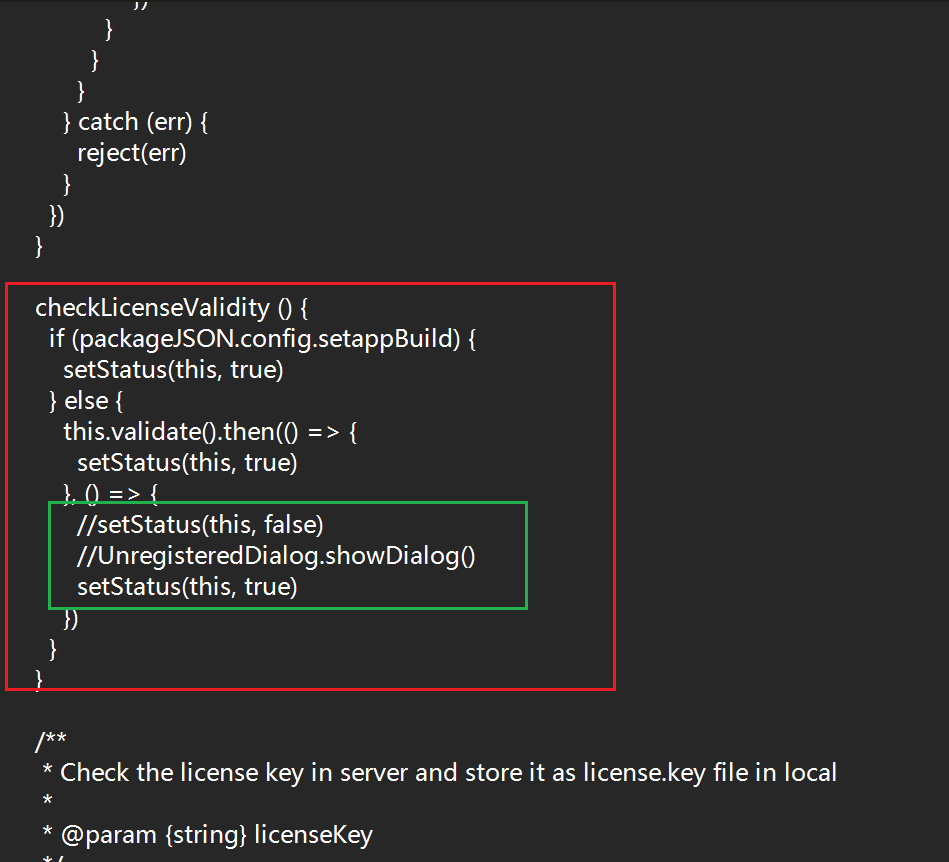 })
}
}
}
} catch (err) {
reject(err)
}
})
}
checkLicenseValidity () {
if (packageJSON.config.setappBuild) {
setStatus(this, true)
} else {
this.validate().then(() => {
setStatus(this, true)
}, () => {
//setStatus(this, false)
//UnregisteredDialog.showDialog()
setStatus(this, true)
})
}
}
/**
* Check the license key in server and store it as license.key file in local
*
* @param {string} licenseKey
*/